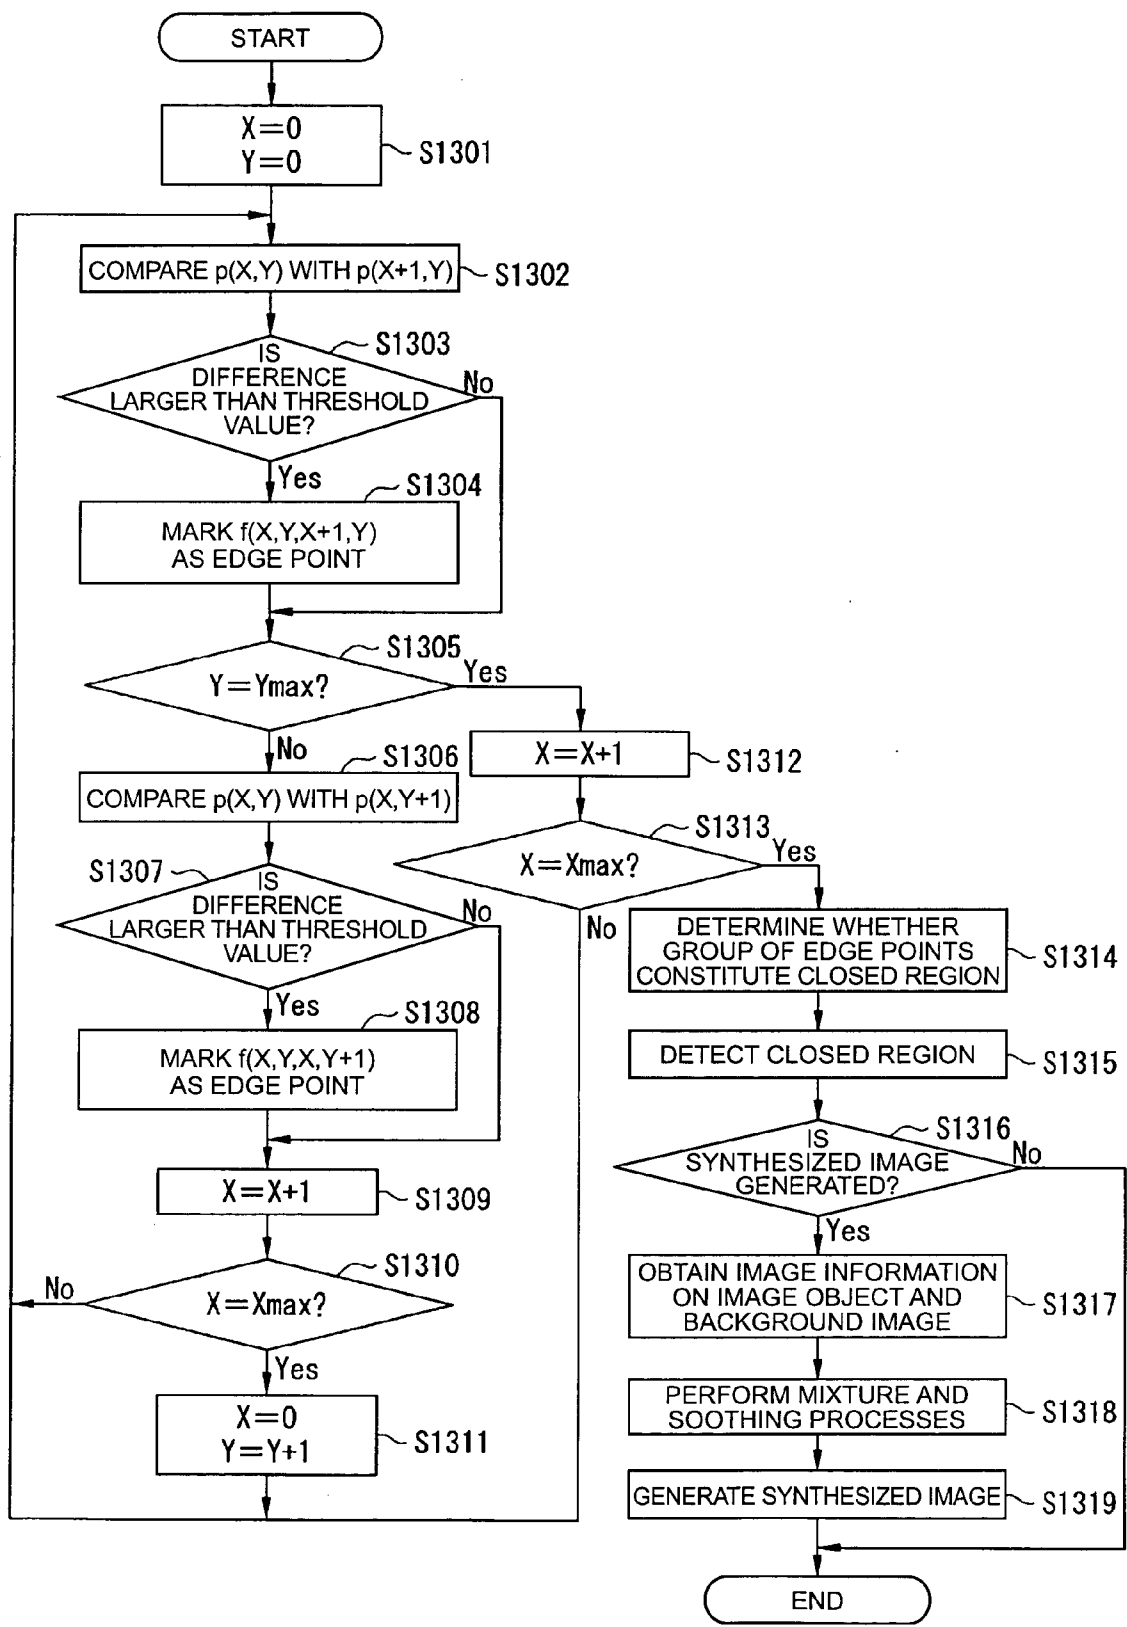 START
X=0
Y=0
S1301
COMPARE p(X,Y) WITH p(X+1,Y)
S1302
S1303
IS
DIFFERENCE
LARGER THAN THRESHOLD
VALUE?
No
Yes
S1304
MARK f(X,Y,X+1,Y)
AS EDGE POINT
S1305
Y=Ymax?
Yes
No
S1306
COMPARE p(X,Y) WITH p(X,Y+1)
S1307
IS
DIFFERENCE
LARGER THAN THRESHOLD
VALUE?
No
Yes
S1308
MARK f(X,Y,X,Y+1)
AS EDGE POINT
X=X+1
S1309
S1310
X=Xmax?
No
Yes
X=0
Y=Y+1
S1311
X=X+1
S1312
S1313
X=Xmax?
Yes
No
DETERMINE WHETHER
GROUP OF EDGE POINTS
CONSTITUTE CLOSED REGION
S1314
DETECT CLOSED REGION
S1315
S1316
IS
SYNTHESIZED IMAGE
GENERATED?
No
Yes
OBTAIN IMAGE INFORMATION
ON IMAGE OBJECT AND
BACKGROUND IMAGE
S1317
PERFORM MIXTURE AND
SOOTHING PROCESSES
S1318
GENERATE SYNTHESIZED IMAGE
S1319
END